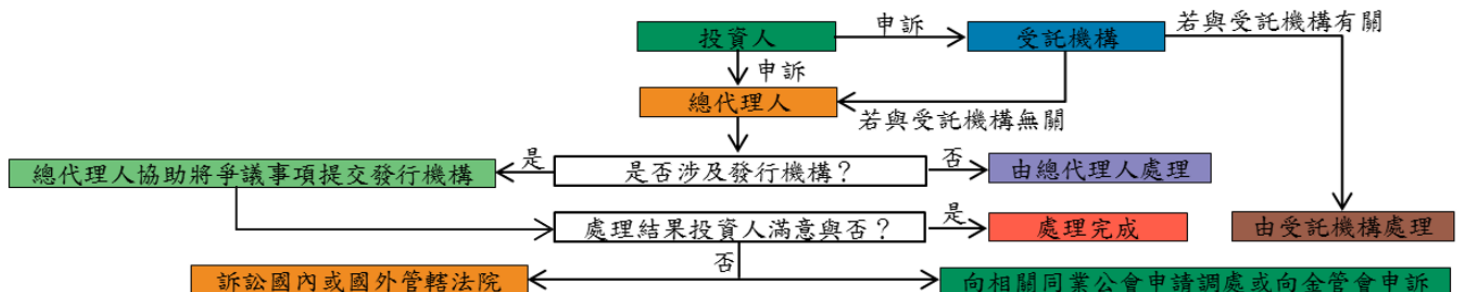 投資人
申訴
受託機構
若與受託機構有關
申訴
總代理人
若與受託機構無關
總代理人協助將爭議事項提交發行機構
是
是否涉及發行機構？
否
由總代理人處理
處理結果投資人滿意與否？
是
處理完成
由受託機構處理
否
訴訟國內或國外管轄法院
向相關同業公會申請調處或向金管會申訴